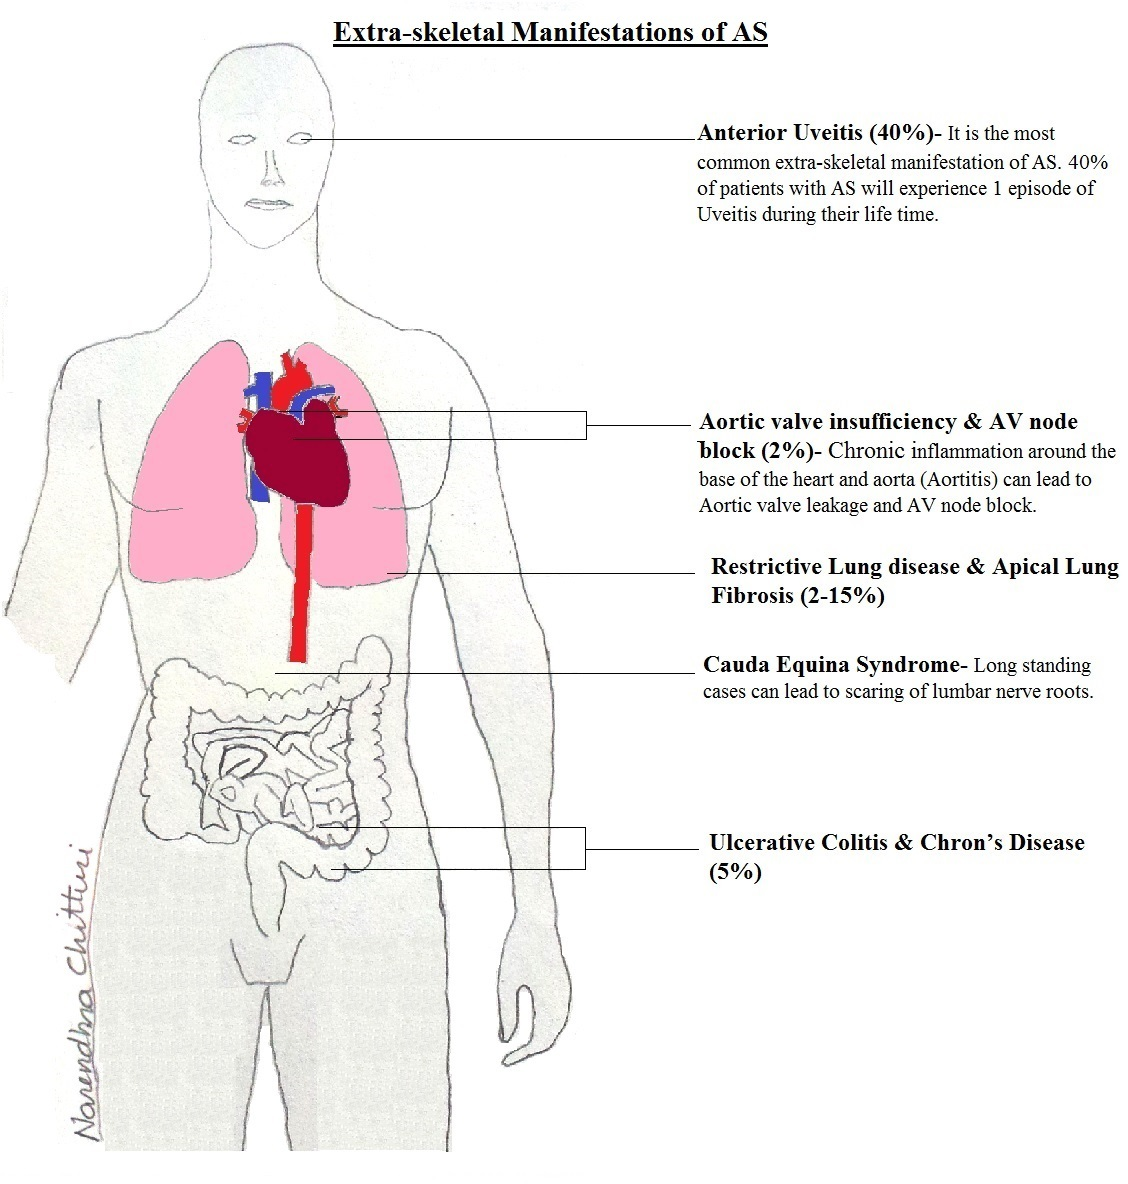 Extra-skeletal Manifestations of AS
Anterior Uveitis (40%)- It is the most
common extra-skeletal manifestation of AS. 40%
of patients with AS will experience 1 episode of
Uveitis during their life time.
Aortic valve insufficiency & AV node
block (2%)- Chronic inflammation around the
base of the heart and aorta (Aortitis) can lead to
Aortic valve leakage and AV node block.
Restrictive Lung disease & Apical Lung
Fibrosis (2-15%)
Cauda Equina Syndrome- Long standing
cases can lead to scaring of lumbar nerve roots.
Ulcerative Colitis & Chron’s Disease
(5%)
Narendhra Chitturi